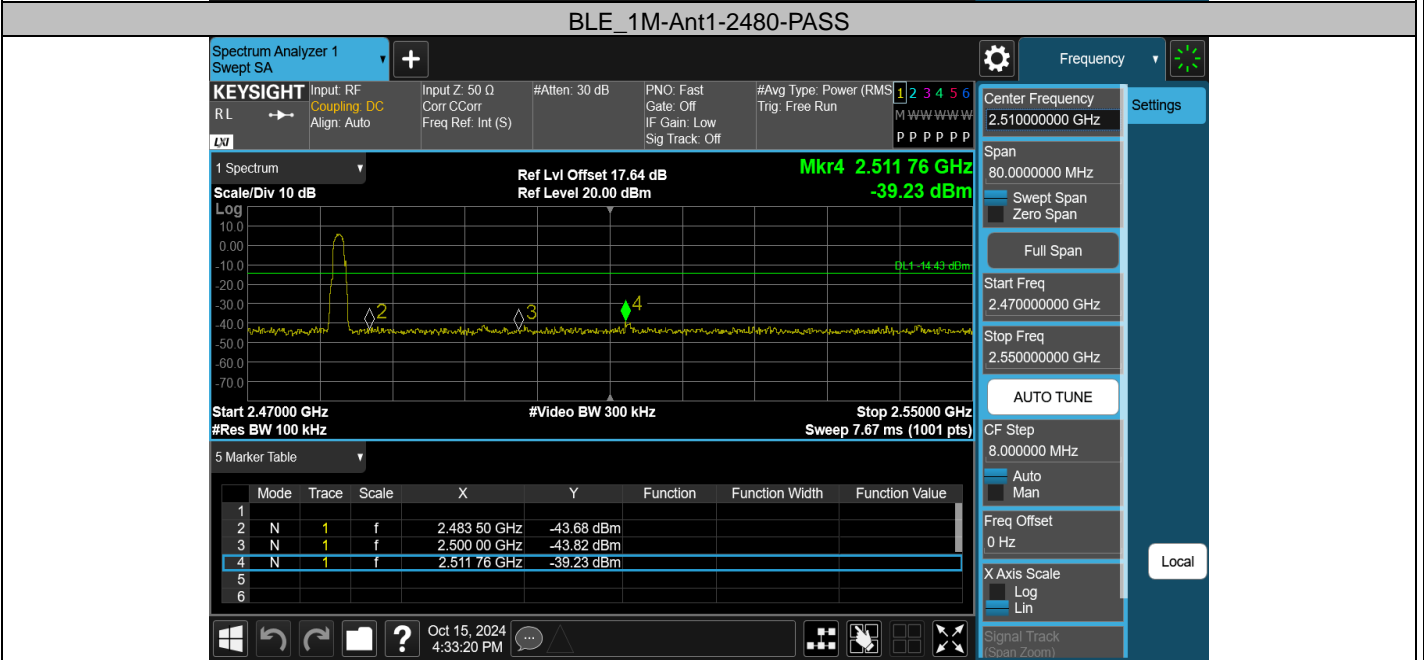 BLE_1M-Ant1-2480-PASS
Spectrum Analyzer 1
Swept SA
+
Frequency
KEYSIGHT
RL
LXI
Input: RF
Coupling: DC
Align: Auto
Input Z: 50 Ω
Corr CCorr
Freq Ref: Int (S)
#Atten: 30 dB
PNO: Fast
Gate: Off
IF Gain: Low
Sig Track: Off
#Avg Type: Power (RMS
Trig: Free Run
1 2 3 4 5 6
M W W W W W
P P P P P P
1 Spectrum
Scale/Div 10 dB
Ref Lvl Offset 17.64 dB
Ref Level 20.00 dBm
Mkr4 2.511 76 GHz
-39.23 dBm
Log
10.0
0.00
-10.0
-20.0
-30.0
-40.0
-50.0
-60.0
-70.0
DL1 -14.43 dBm
2
3
4
Start 2.47000 GHz
#Res BW 100 kHz
#Video BW 300 kHz
Stop 2.55000 GHz
Sweep 7.67 ms (1001 pts)
5 Marker Table
Mode Trace Scale X Y Function Function Width Function Value
1
2 N 1 f 2.483 50 GHz -43.68 dBm
3 N 1 f 2.500 00 GHz -43.82 dBm
4 N 1 f 2.511 76 GHz -39.23 dBm
5
6
?
Oct 15, 2024
4:33:20 PM
Center Frequency
2.510000000 GHz
Settings
Span
80.0000000 MHz
Swept Span
Zero Span
Full Span
Start Freq
2.470000000 GHz
Stop Freq
2.550000000 GHz
AUTO TUNE
CF Step
8.000000 MHz
Auto
Man
Freq Offset
0 Hz
X Axis Scale
Log
Lin
Signal Track
(Span Zoom)
Local